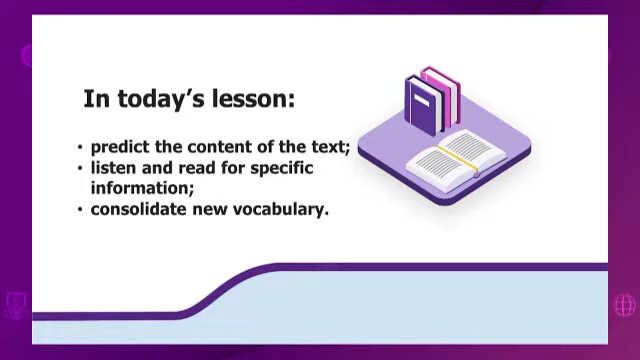 In today's lesson:
• predict the content of the text;
• listen and read for specific
information;
• consolidate new vocabulary.